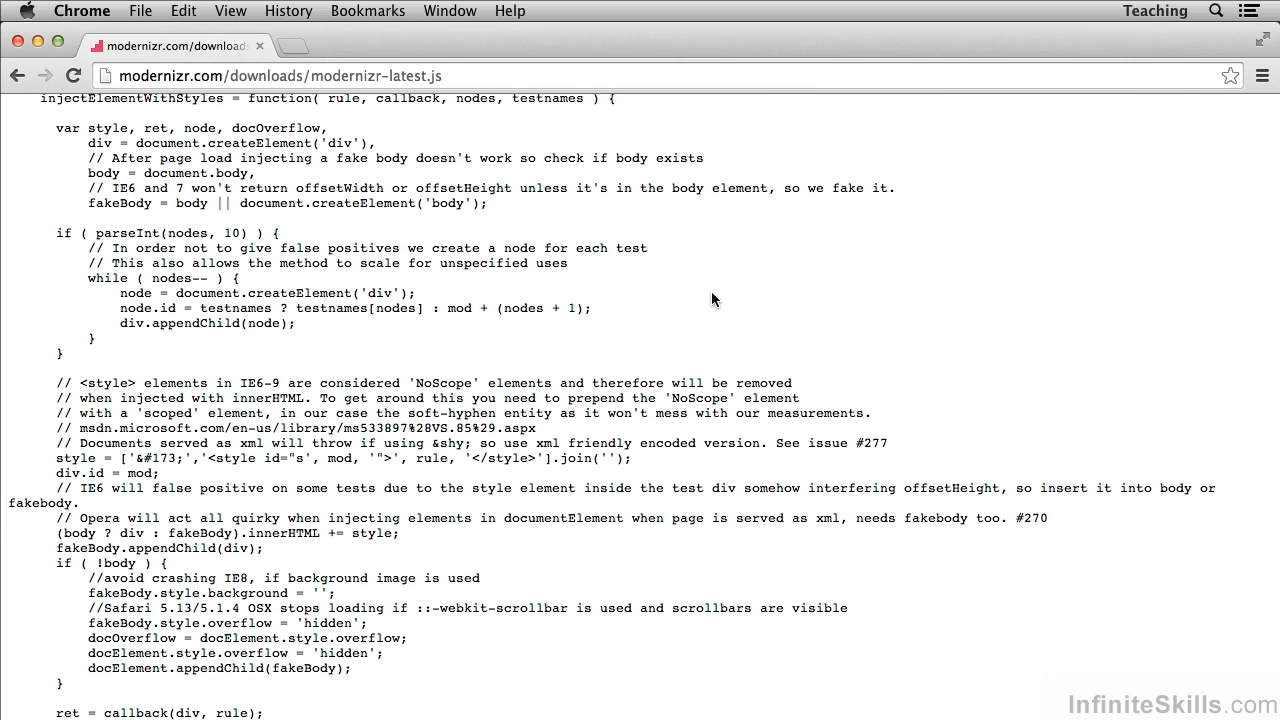 Chrome File Edit View History Bookmarks Window Help Teaching
modernizr.com/downloads
modernizr.com/downloads/modernizr-latest.js
injectElementWithStyles = function( rule, callback, nodes, testnames ) {
var style, ret, node, docOverflow,
div = document.createElement('div'),
// After page load injecting a fake body doesn't work so check if body exists
body = document.body,
// IE6 and 7 won't return offsetWidth or offsetHeight unless it's in the body element, so we fake it.
fakeBody = body || document.createElement('body');
if ( parseInt(nodes, 10) ) {
// In order not to give false positives we create a node for each test
// This also allows the method to scale for unspecified uses
while ( nodes-- ) {
node = document.createElement('div');
node.id = testnames ? testnames[nodes] : mod + (nodes + 1);
div.appendChild(node);
}
}
// <style> elements in IE6-9 are considered 'NoScope' elements and therefore will be removed
// when injected with innerHTML. To get around this you need to prepend the 'NoScope' element
// with a 'scoped' element, in our case the soft-hyphen entity as it won't mess with our measurements.
// msdn.microsoft.com/en-us/library/ms533897%28VS.85%29.aspx
// Documents served as xml will throw if using &shy; so use xml friendly encoded version. See issue #277
style = ['&#173;','<style id="s', mod, '">', rule, '</style>'].join('');
div.id = mod;
// IE6 will false positive on some tests due to the style element inside the test div somehow interfering offsetHeight, so insert it into body or
fakebody.
// Opera will act all quirky when injecting elements in documentElement when page is served as xml, needs fakebody too. #270
(body ? div : fakeBody).innerHTML += style;
fakeBody.appendChild(div);
if ( !body ) {
//avoid crashing IE8, if background image is used
fakeBody.style.background = '';
//Safari 5.13/5.1.4 OSX stops loading if ::-webkit-scrollbar is used and scrollbars are visible
fakeBody.style.overflow = 'hidden';
docOverflow = docElement.style.overflow;
docElement.style.overflow = 'hidden';
docElement.appendChild(fakeBody);
}
ret = callback(div, rule);
InfiniteSkills.com